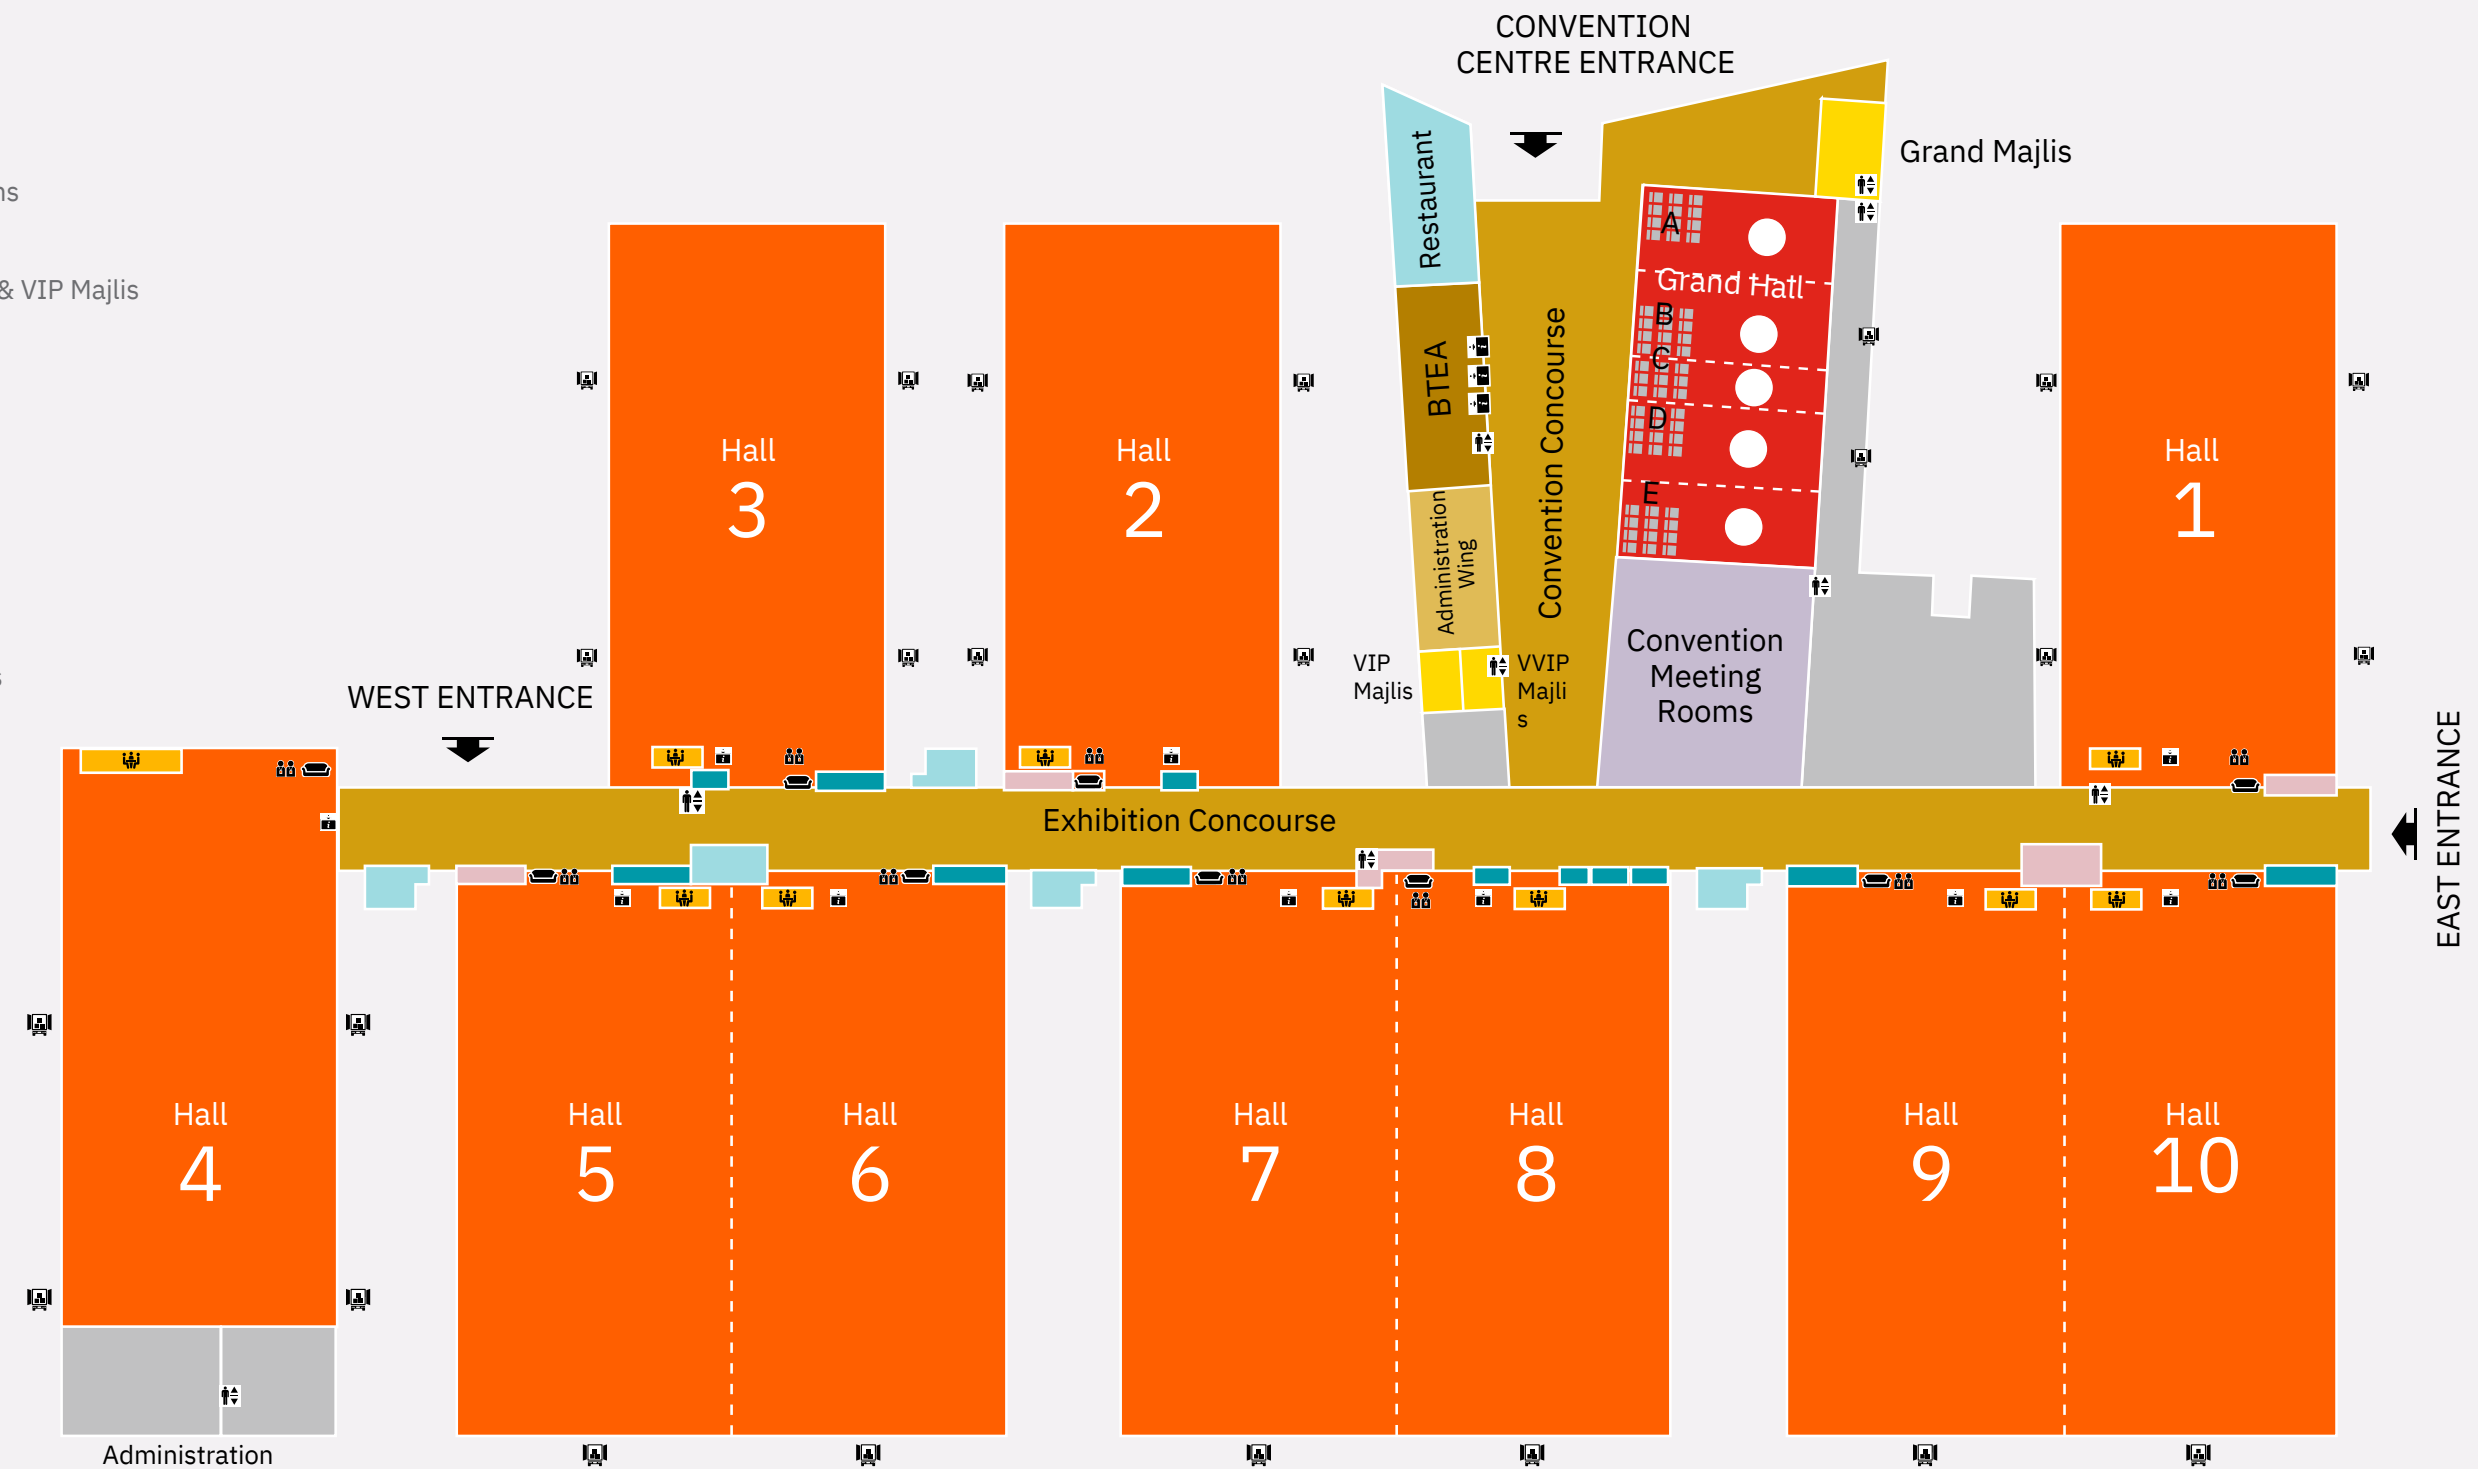 CONVENTION
CENTRE ENTRANCE
Grand Majlis
ns
& VIP Majlis
s
Restaurant
BTEA
Administration
Wing
Convention Concourse
A
Grand Hall
B
C
D
E
Hall
3
Hall
2
Hall
1
VIP
Majlis
VVIP
Majli
s
Convention
Meeting
Rooms
WEST ENTRANCE
EAST ENTRANCE
Exhibition Concourse
Hall
4
Hall
5
Hall
6
Hall
7
Hall
8
Hall
9
Hall
10
Administration